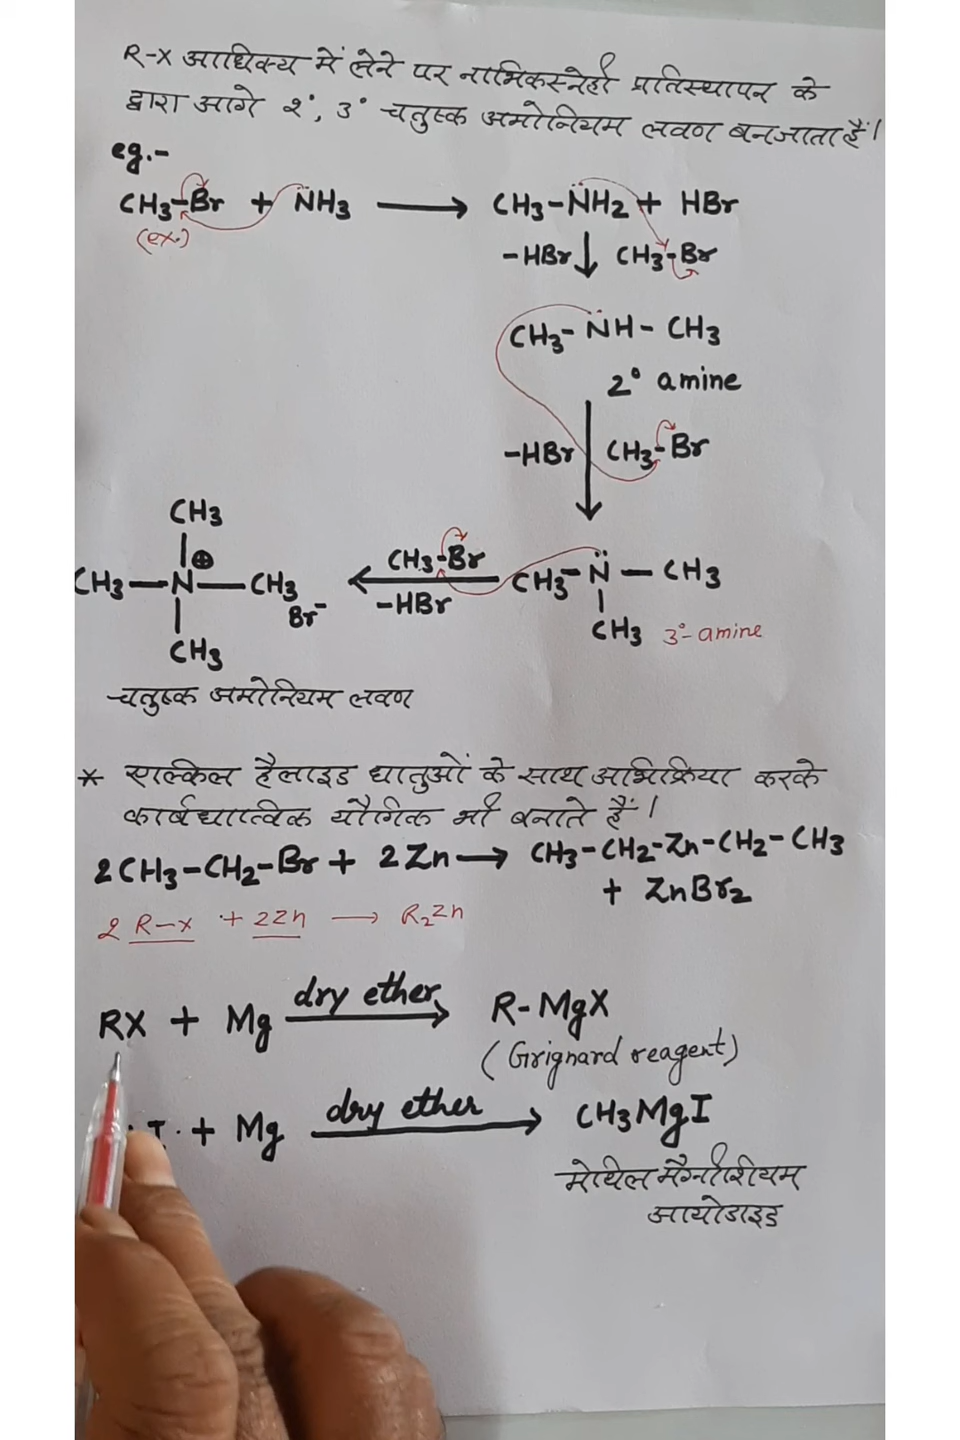 R-X आधिक्य में लेने पर नाभिकस्नेही प्रतिस्थापन के
द्वारा आगे 2°, 3° चतुष्क अमोनियम लवण बनजाता है।
eg.-
CH3-Br + N̈H3 ⟶ CH3-N̈H2 + HBr
(ex.)
-HBr ↓ CH3-Br
CH3-N̈H-CH3
2° amine
-HBr ↓ CH3-Br
CH3
CH3-N⊕-CH3 Br⁻
CH3
CH3-Br
-HBr
CH3-N̈-CH3
CH3 3°-amine
चतुष्क अमोनियम लवण
* एल्किल हैलाइड धातुओं के साथ अभिक्रिया करके
कार्बधात्विक यौगिक भी बनाते हैं।
2CH3-CH2-Br + 2Zn ⟶ CH3-CH2-Zn-CH2-CH3
+ ZnBr2
2 R-x + 2Zn ⟶ R2Zn
RX + Mg dry ether ⟶ R-MgX
(Grignard reagent)
I + Mg dry ether ⟶ CH3MgI
मेथिल मैग्नीशियम
आयोडाइड